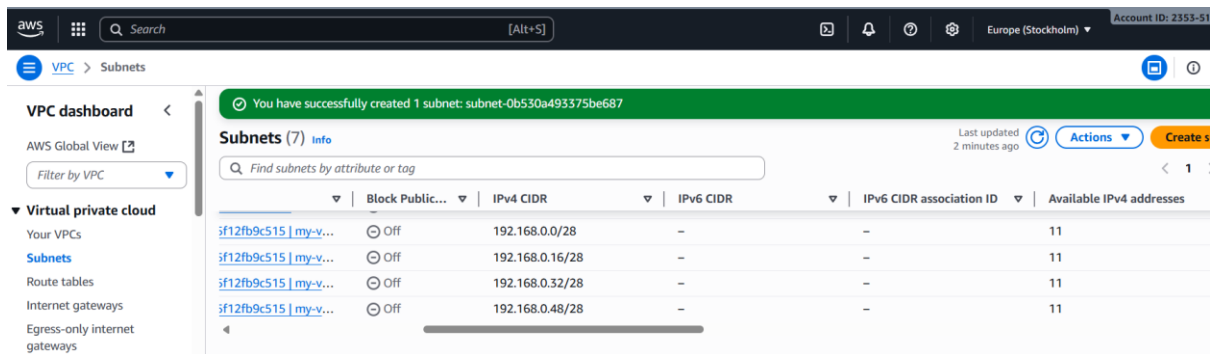 aws
Search [Alt+S]
Europe (Stockholm)
Account ID: 2353-51
VPC > Subnets
VPC dashboard
AWS Global View
Filter by VPC
Virtual private cloud
Your VPCs
Subnets
Route tables
Internet gateways
Egress-only internet
gateways
You have successfully created 1 subnet: subnet-0b530a493375be687
Subnets (7) Info
Last updated
2 minutes ago
Actions
Create s
Find subnets by attribute or tag
1
Block Public... IPv4 CIDR IPv6 CIDR IPv6 CIDR association ID Available IPv4 addresses
5f12fb9c515 | my-v... Off 192.168.0.0/28 – – 11
5f12fb9c515 | my-v... Off 192.168.0.16/28 – – 11
5f12fb9c515 | my-v... Off 192.168.0.32/28 – – 11
5f12fb9c515 | my-v... Off 192.168.0.48/28 – – 11